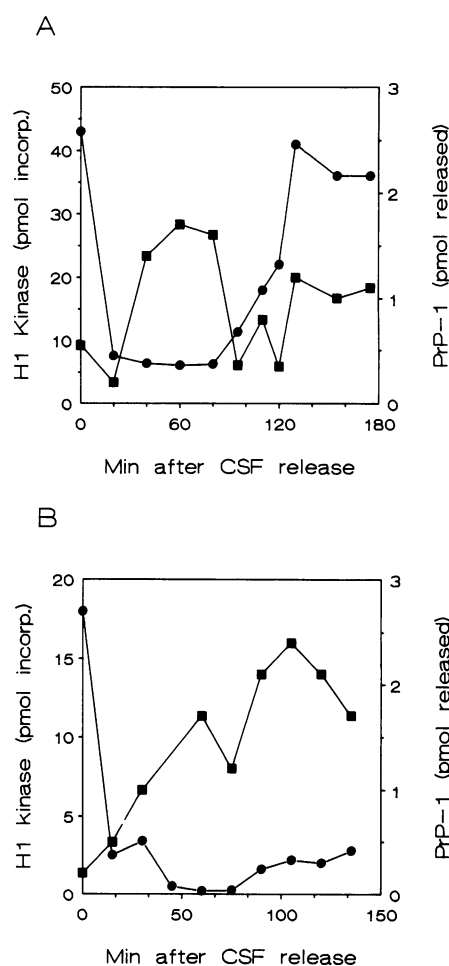 A
H1 Kinase (pmol incorp.)
50
40
30
20
10
0
3
2
1
0
PrP-1 (pmol released)
0 60 120 180
Min after CSF release
B
H1 kinase (pmol incorp.)
20
15
10
5
0
3
2
1
0
PrP-1 (pmol released)
0 50 100 150
Min after CSF release